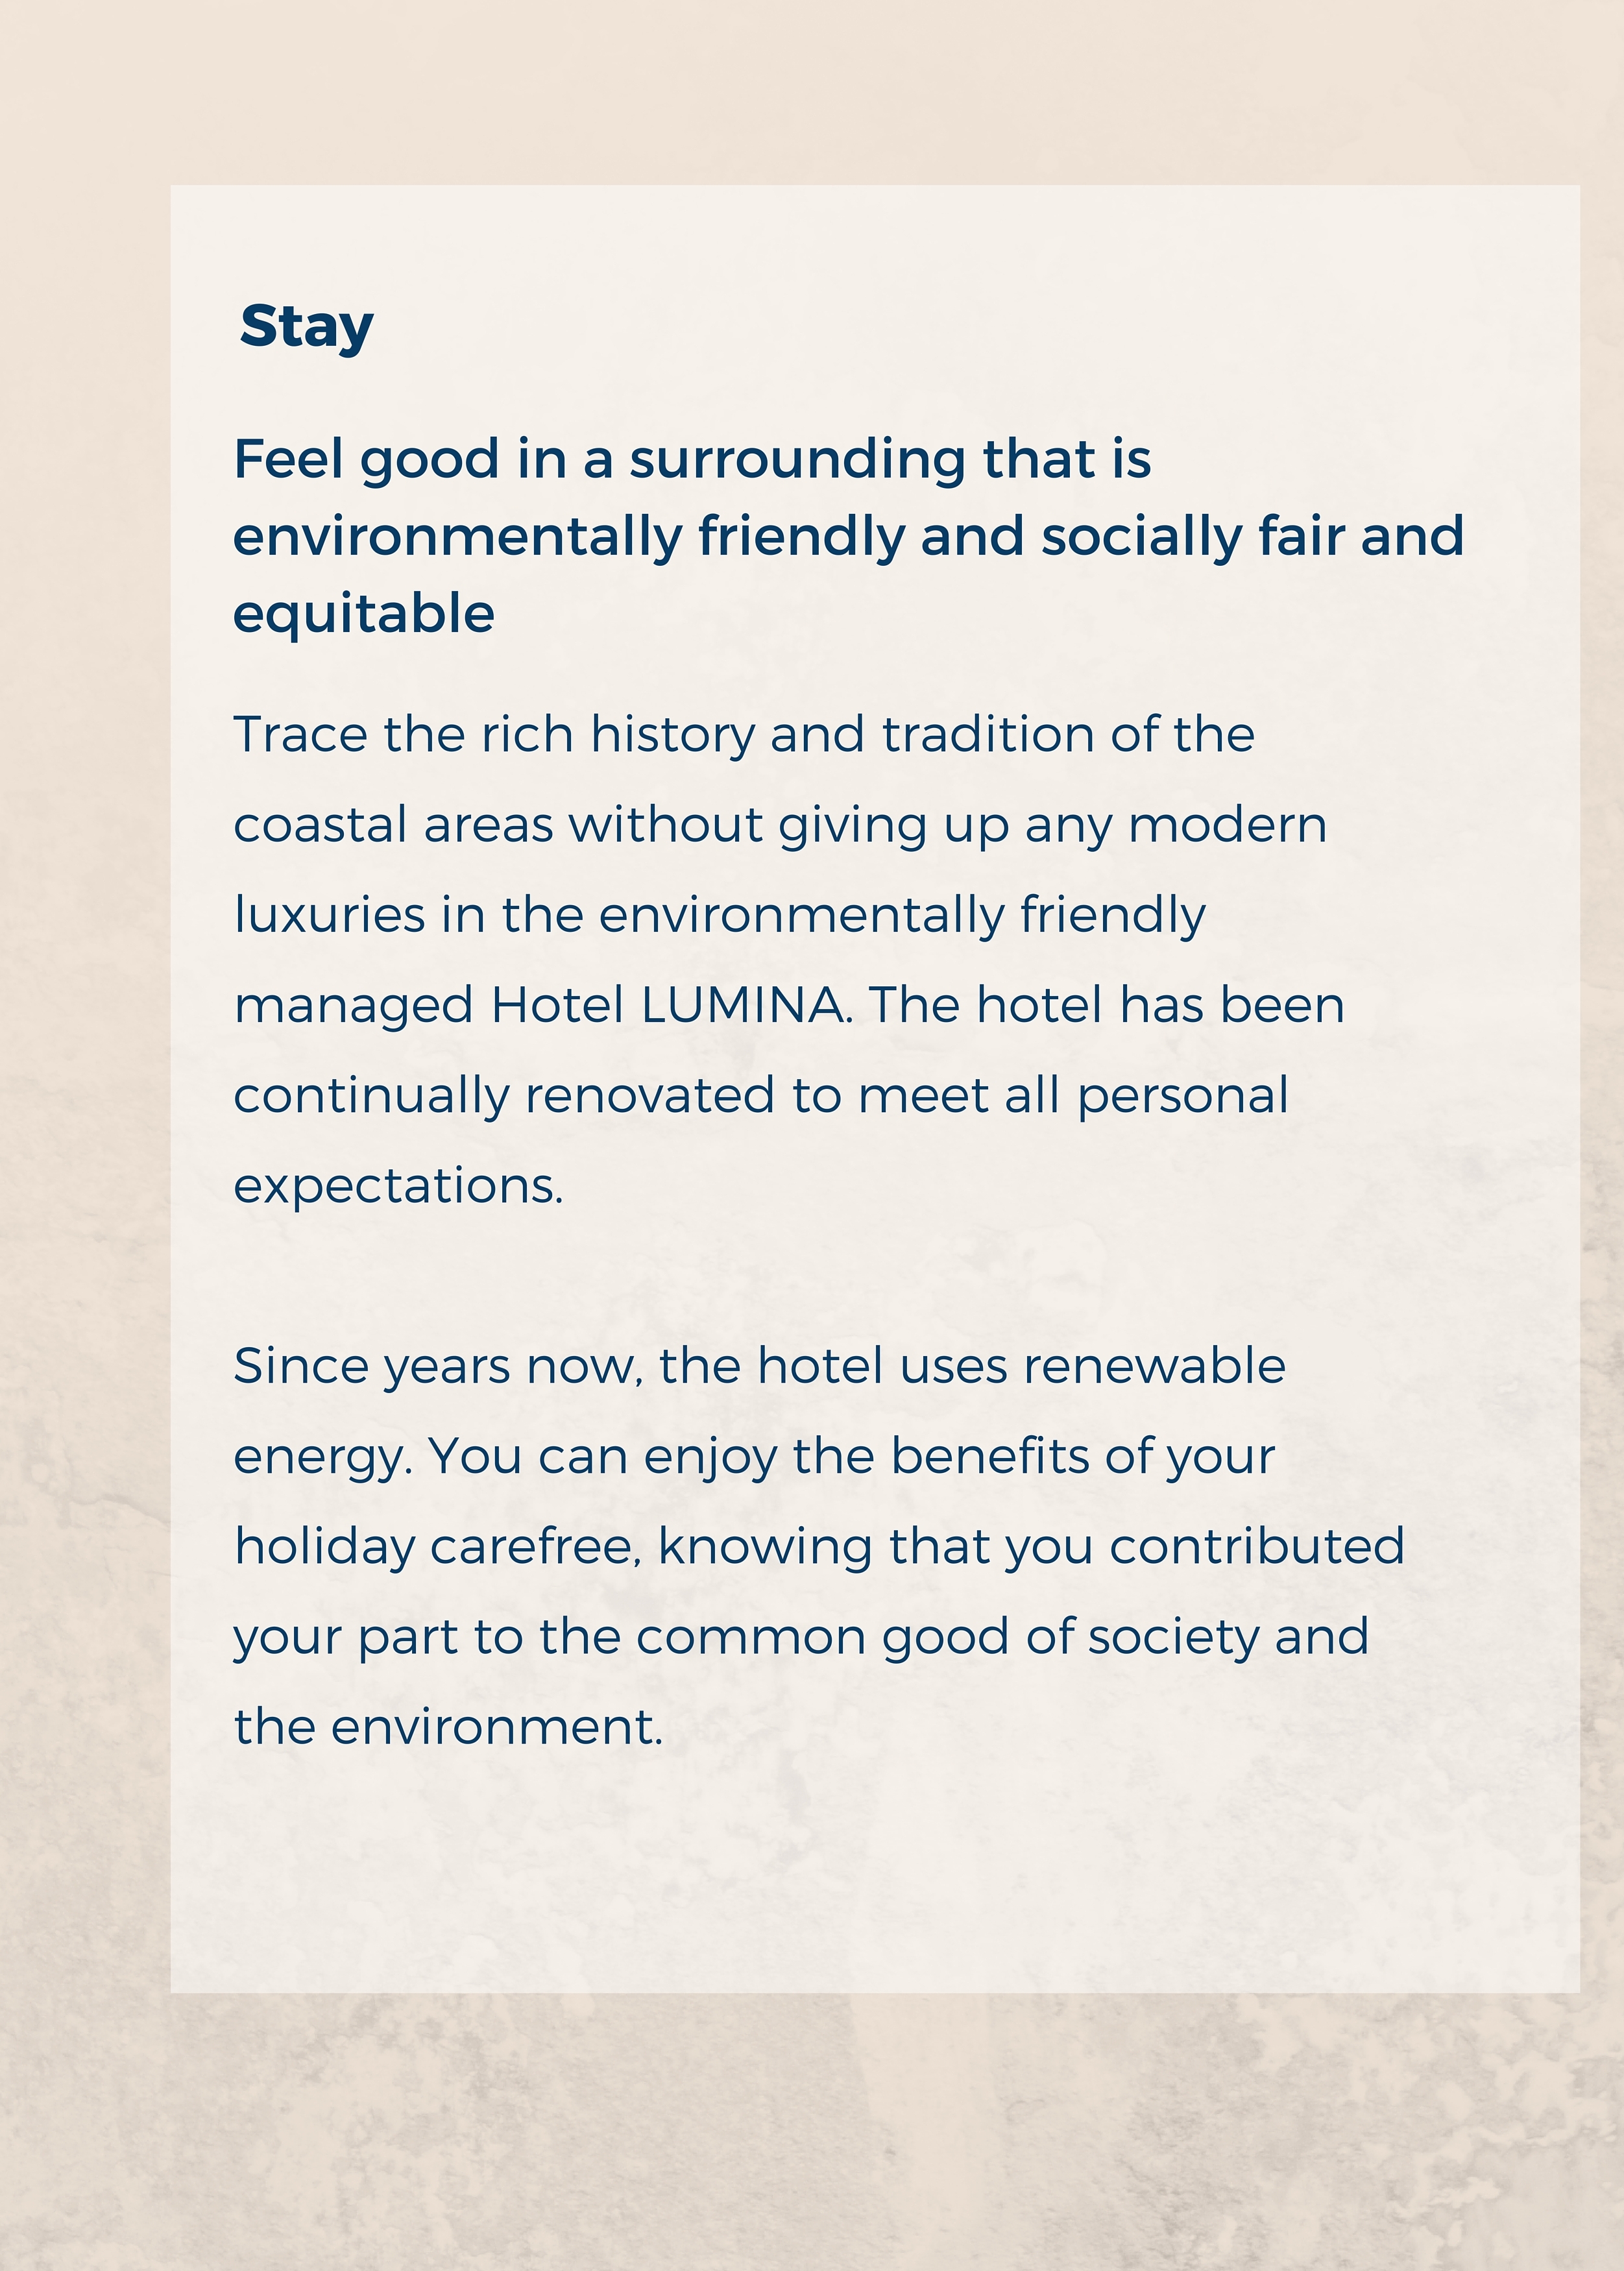 Stay
Feel good in a surrounding that is
environmentally friendly and socially fair and
equitable
Trace the rich history and tradition of the
coastal areas without giving up any modern
luxuries in the environmentally friendly
managed Hotel LUMINA. The hotel has been
continually renovated to meet all personal
expectations.
Since years now, the hotel uses renewable
energy. You can enjoy the benefits of your
holiday carefree, knowing that you contributed
your part to the common good of society and
the environment.